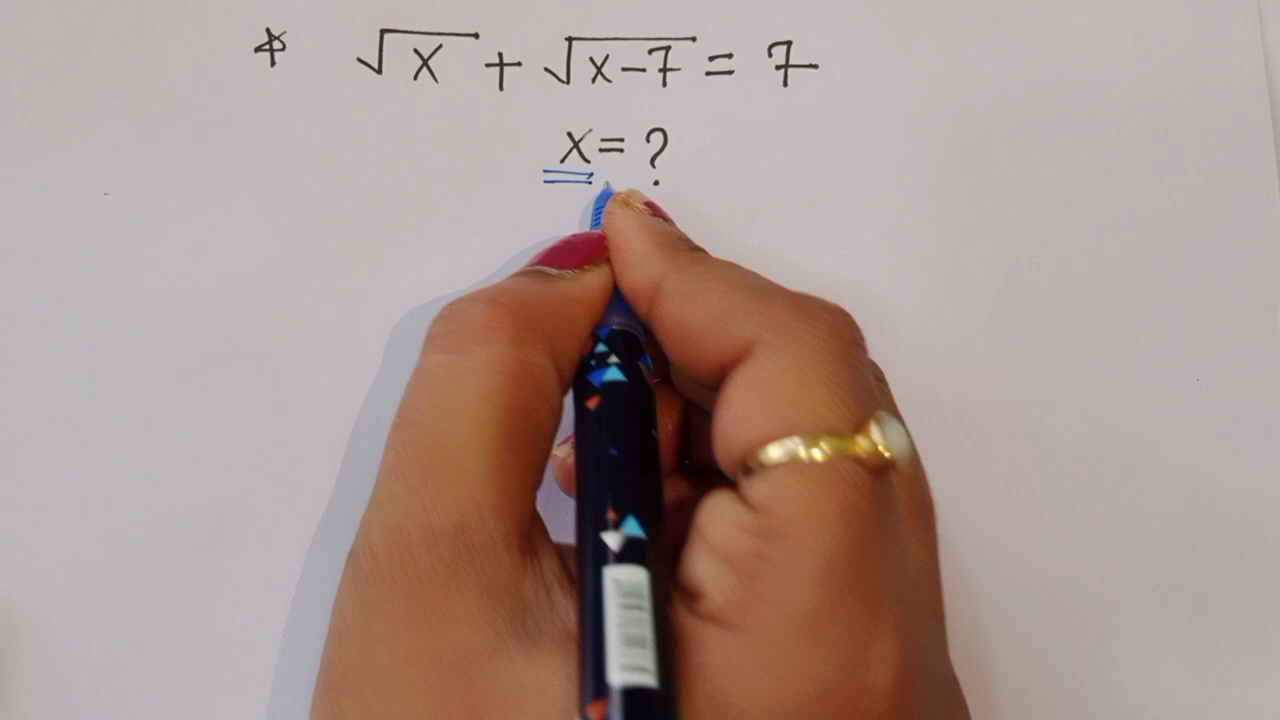 * √x + √x-7 = 7
x = ?